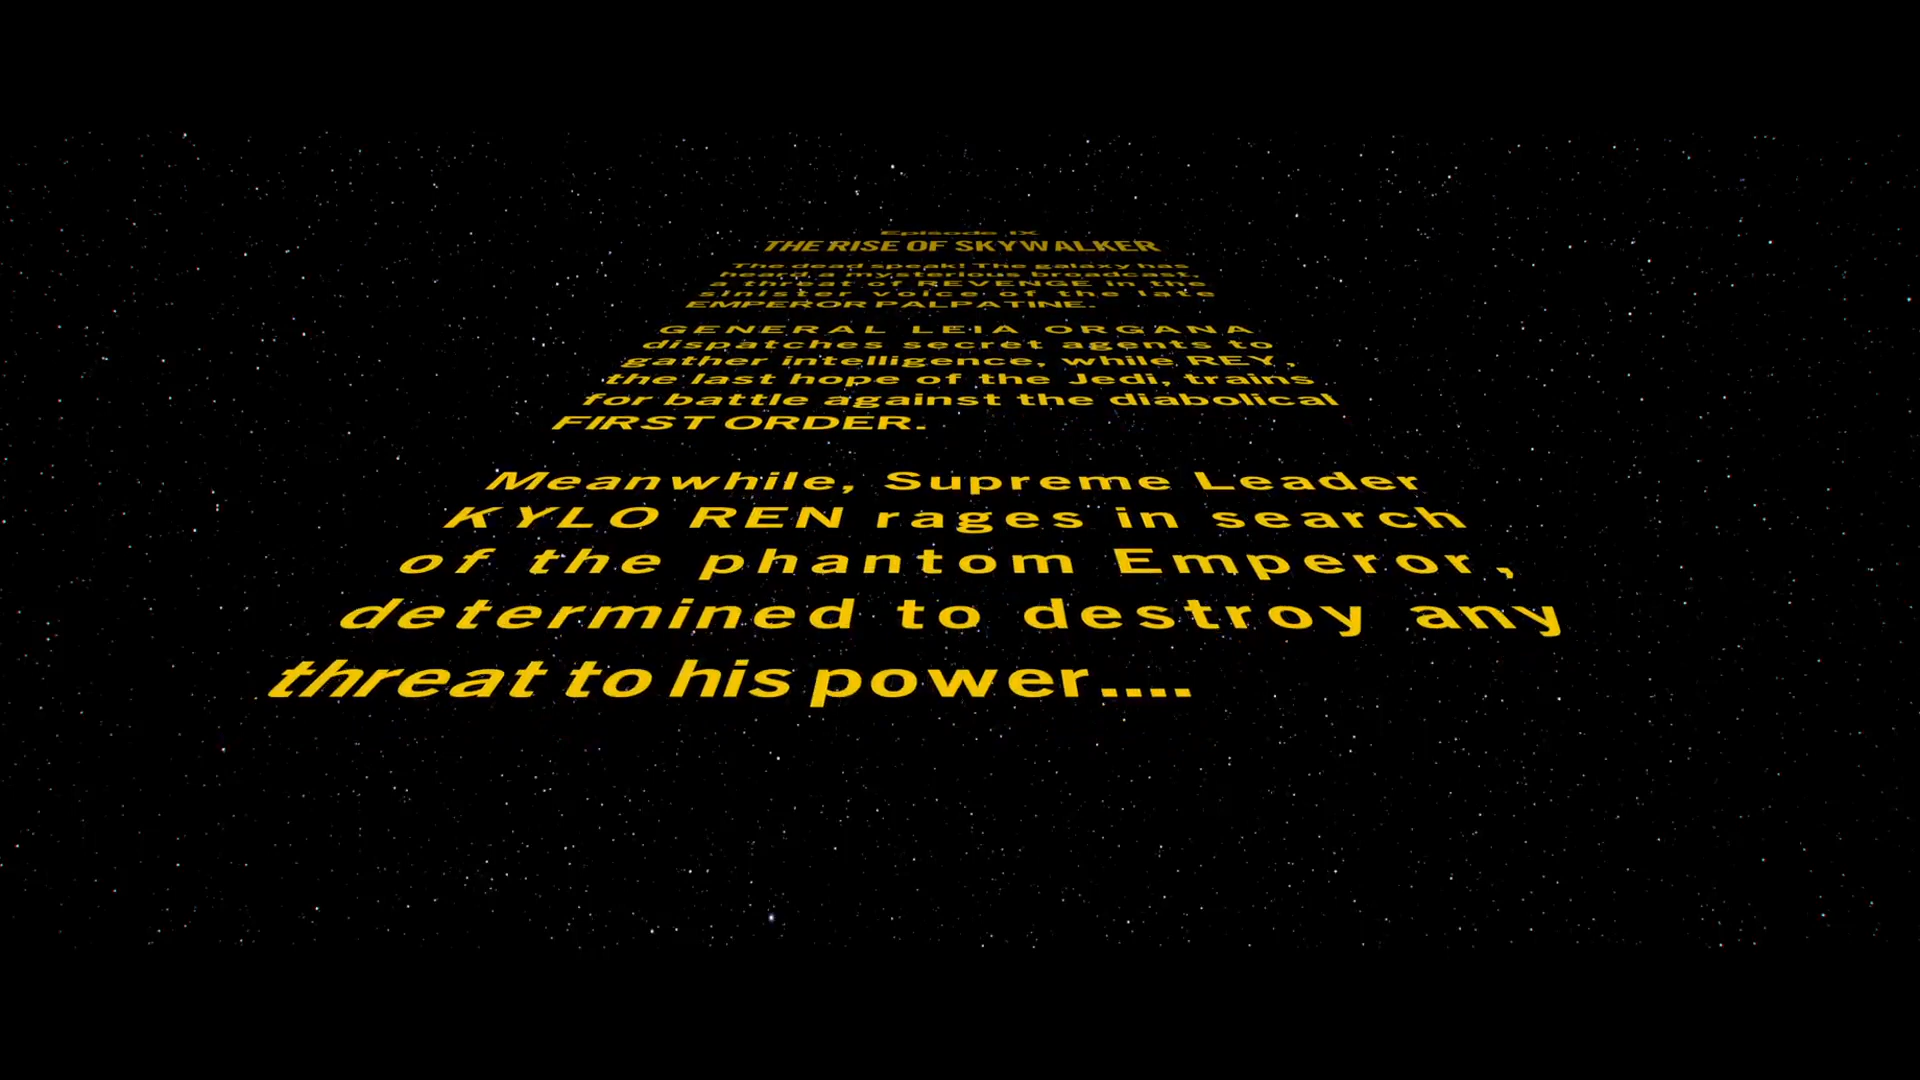 Episode IX
THE RISE OF SKYWALKER
The dead speak! The galaxy has
heard a mysterious broadcast,
a threat of REVENGE in the
sinister voice of the late
EMPEROR PALPATINE.
GENERAL LEIA ORGANA
dispatches secret agents to
gather intelligence, while REY,
the last hope of the Jedi, trains
for battle against the diabolical
FIRST ORDER.
Meanwhile, Supreme Leader
KYLO REN rages in search
of the phantom Emperor,
determined to destroy any
threat to his power....